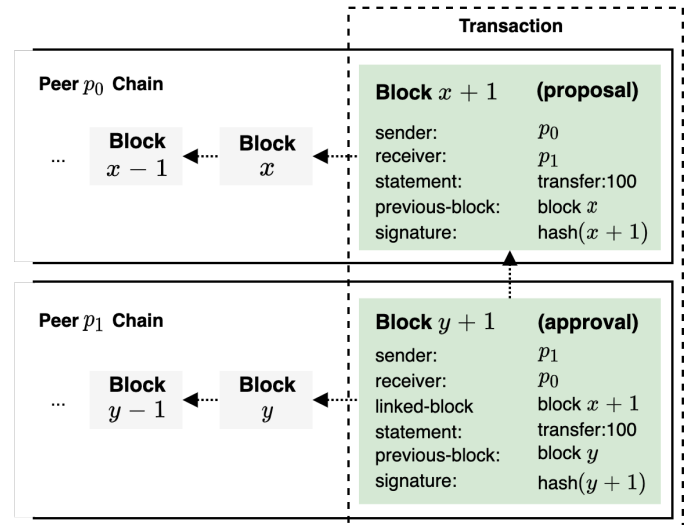 Transaction
Peer p₀ Chain
...
Block x − 1
Block x
Block x + 1 (proposal)
sender: p₀
receiver: p₁
statement: transfer:100
previous-block: block x
signature: hash(x + 1)
Peer p₁ Chain
...
Block y − 1
Block y
Block y + 1 (approval)
sender: p₁
receiver: p₀
linked-block block x + 1
statement: transfer:100
previous-block: block y
signature: hash(y + 1)